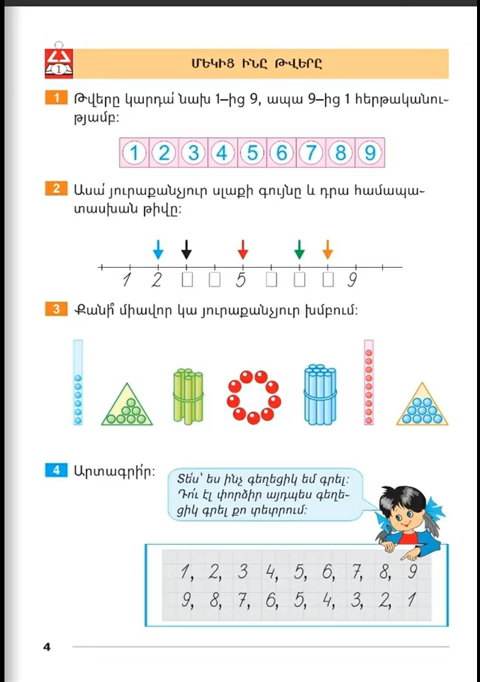 1
ՄԵԿԻՑ ԻՆԸ ԹՎԵՐԸ
1 Թվերը կարդա՛ նախ 1–ից 9, ապա 9–ից 1 հերթականու-
թյամբ։
1 2 3 4 5 6 7 8 9
2 Ասա՛ յուրաքանչյուր սլաքի գույնը և դրա համապա-
տասխան թիվը։
1 2 5 9
3 Քանի՞ միավոր կա յուրաքանչյուր խմբում։
4 Արտագրի՛ր։
Տե՛ս՝ ես ինչ գեղեցիկ եմ գրել։
Դո՛ւ էլ փորձիր այդպես գեղե-
ցիկ գրել քո տետրում։
1, 2, 3 4, 5, 6, 7, 8, 9
9, 8, 7, 6, 5, 4, 3, 2, 1
4